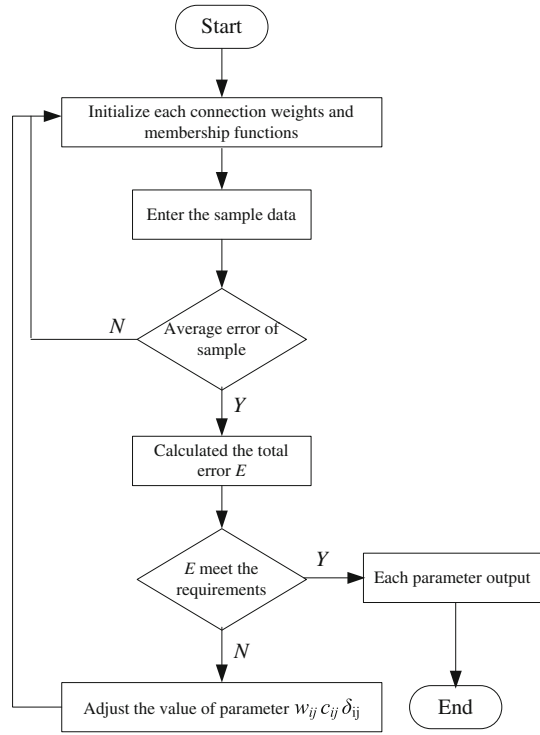 Start
Initialize each connection weights and
membership functions
Enter the sample data
N
Average error of
sample
Y
Calculated the total
error E
E meet the
requirements
Y
Each parameter output
N
Adjust the value of parameter w_ij c_ij δ_ij
End